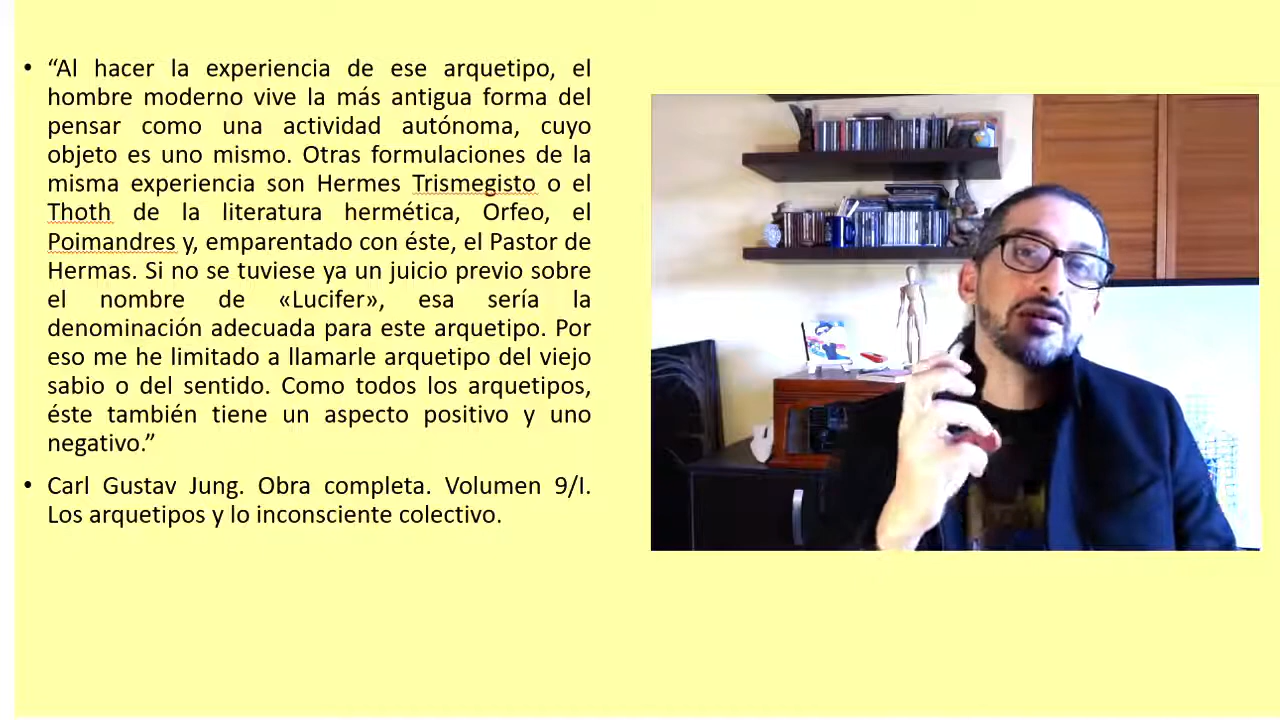 • “Al hacer la experiencia de ese arquetipo, el
hombre moderno vive la más antigua forma del
pensar como una actividad autónoma, cuyo
objeto es uno mismo. Otras formulaciones de la
misma experiencia son Hermes Trismegisto o el
Thoth de la literatura hermética, Orfeo, el
Poimandres y, emparentado con éste, el Pastor de
Hermas. Si no se tuviese ya un juicio previo sobre
el nombre de «Lucifer», esa sería la
denominación adecuada para este arquetipo. Por
eso me he limitado a llamarle arquetipo del viejo
sabio o del sentido. Como todos los arquetipos,
éste también tiene un aspecto positivo y uno
negativo.”
• Carl Gustav Jung. Obra completa. Volumen 9/I.
Los arquetipos y lo inconsciente colectivo.